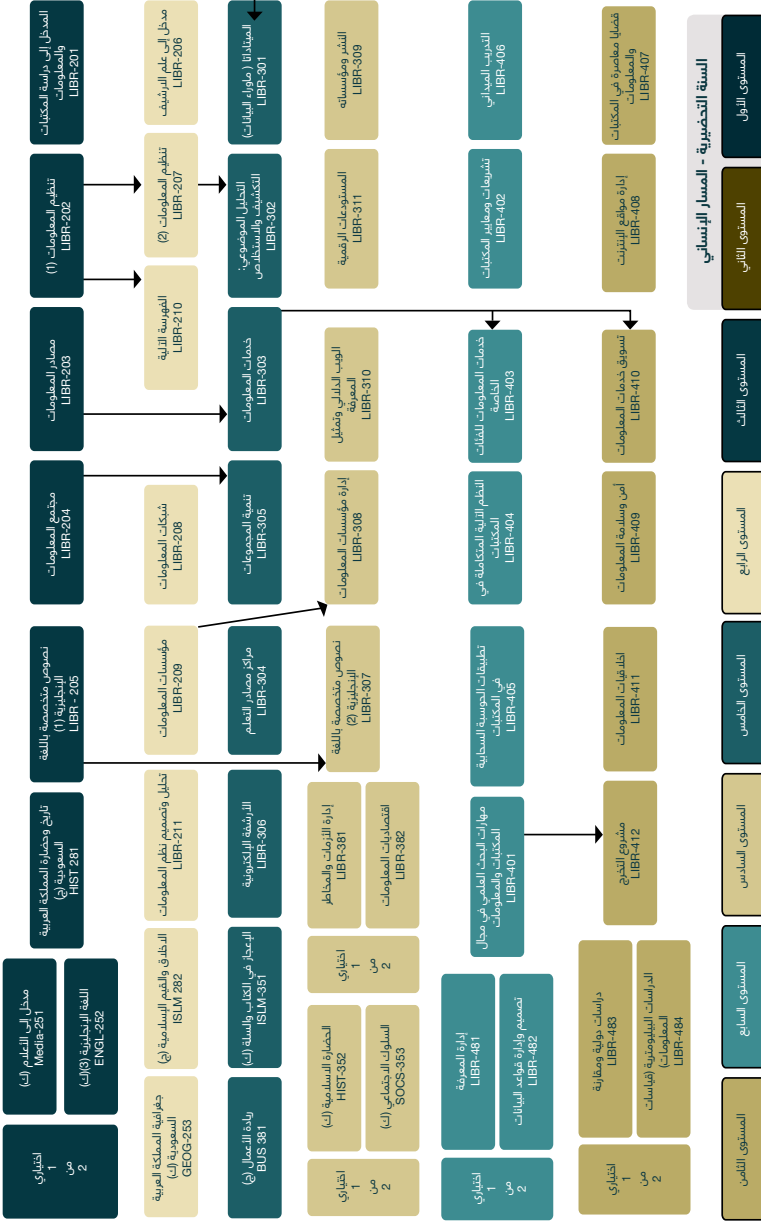 السنة التحضيرية - المسار الإنساني
المستوى الأول
المستوى الثاني
المستوى الثالث
المستوى الرابع
المستوى الخامس
المستوى السادس
المستوى السابع
المستوى الثامن
المدخل إلى دراسة المكتبات
والمعلومات
LIBR-201
تنظيم المعلومات (1)
LIBR-202
مصادر المعلومات
LIBR-203
مجتمع المعلومات
LIBR-204
نصوص متخصصة باللغة
الإنجليزية (1)
LIBR - 205
تاريخ وحضارة المملكة العربية
السعودية (ج)
HIST 281
مدخل إلى الأعلام (ك)
Media-251
اللغة الإنجليزية (3)(ك)
ENGL-252
اختياري
1
من
2
مدخل إلى علم الارشيف
LIBR-206
تنظيم المعلومات (2)
LIBR-207
الفهرسة الآلية
LIBR-210
شبكات المعلومات
LIBR-208
مؤسسات المعلومات
LIBR-209
تحليل وتصميم نظم المعلومات
LIBR-211
الاخلاق والقيم الإسلامية (ج)
ISLM 282
جغرافية المملكة العربية
السعودية (ك)
GEOG-253
الميتاداتا ( ماوراء البيانات)
LIBR-301
التحليل الموضوعي:
التكشيف والاستخلاص
LIBR-302
خدمات المعلومات
LIBR-303
تنمية المجموعات
LIBR-305
مراكز مصادر التعلم
LIBR-304
الأرشفة الإلكترونية
LIBR-306
الإعجاز في الكتاب والسنة (ك)
ISLM-351
ريادة الأعمال (ج)
BUS 381
النشر ومؤسساته
LIBR-309
المستودعات الرقمية
LIBR-311
الويب الدلالي وتمثيل
المعرفة
LIBR-310
إدارة مؤسسات المعلومات
LIBR-308
نصوص متخصصة باللغة
الإنجليزية (2)
LIBR-307
إدارة الأزمات والمخاطر
LIBR-381
اقتصاديات المعلومات
LIBR-382
اختياري
1
من
2
الحضارة الاسلامية (ك)
HIST-352
السلوك الاجتماعي (ك)
SOCS-353
اختياري
1
من
2
التدريب الميداني
LIBR-406
تشريعات ومعايير المكتبات
LIBR-402
خدمات المعلومات للفئات
الخاصة
LIBR-403
النظم الآلية المتكاملة في
المكتبات
LIBR-404
تطبيقات الحوسبة السحابية
في المكتبات
LIBR-405
مهارات البحث العلمي في مجال
المكتبات والمعلومات
LIBR-401
إدارة المعرفة
LIBR-481
تصميم وإدارة قواعد البيانات
LIBR-482
اختياري
1
من
2
قضايا معاصرة في المكتبات
والمعلومات
LIBR-407
إدارة مواقع الإنترنت
LIBR-408
تسويق خدمات المعلومات
LIBR-410
أمن وسلامة المعلومات
LIBR-409
اخلاقيات المعلومات
LIBR-411
مشروع التخرج
LIBR-412
دراسات دولية ومقارنة
LIBR-483
الدراسات الببليومترية (قياسات
المعلومات)
LIBR-484
اختياري
1
من
2